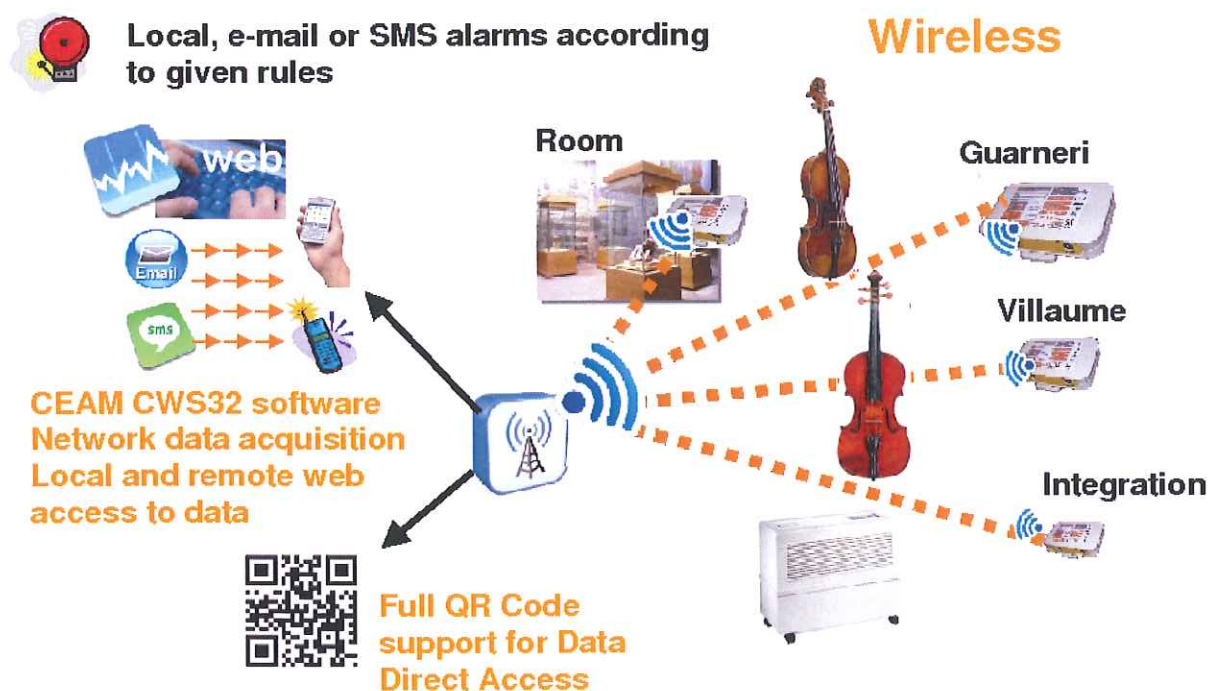 Local, e-mail or SMS alarms according
to given rules
Wireless
web
Room
Guarneri
Email
sms
Villaume
CEAM CWS32 software
Network data acquisition
Local and remote web
access to data
Integration
Full QR Code
support for Data
Direct Access